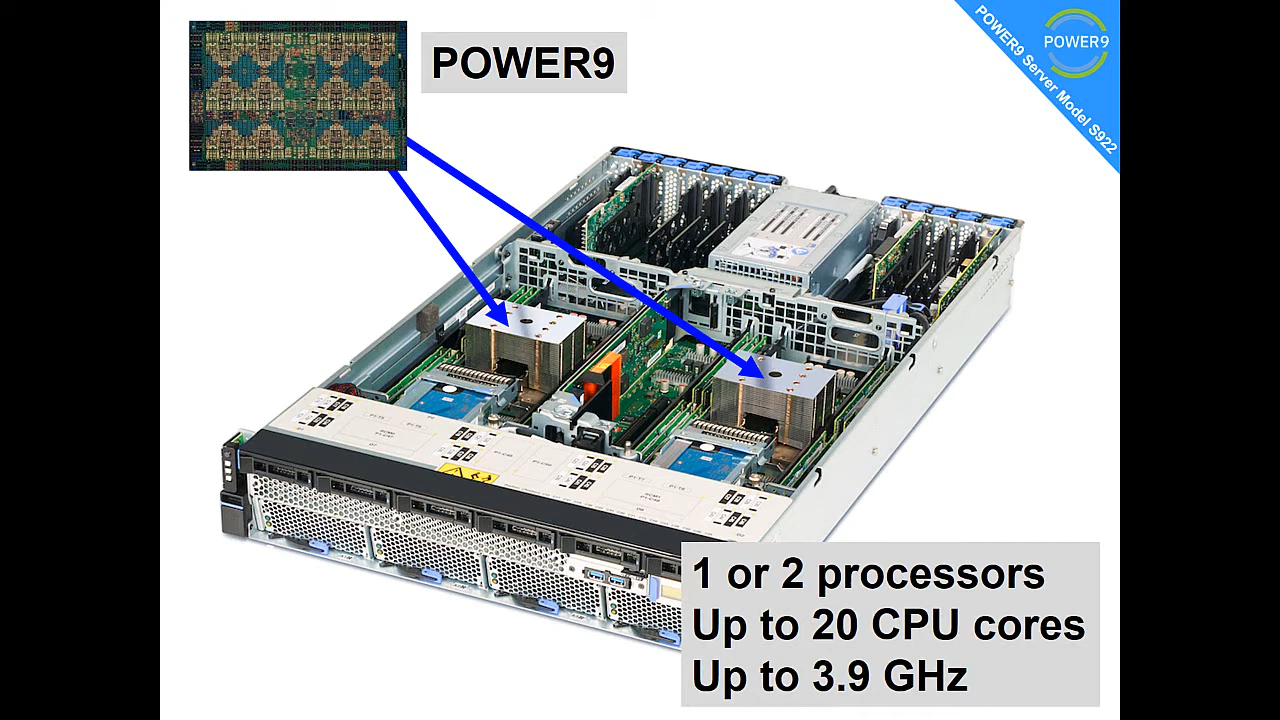 POWER9
POWER9
POWER9 Server Model S922
1 or 2 processors
Up to 20 CPU cores
Up to 3.9 GHz